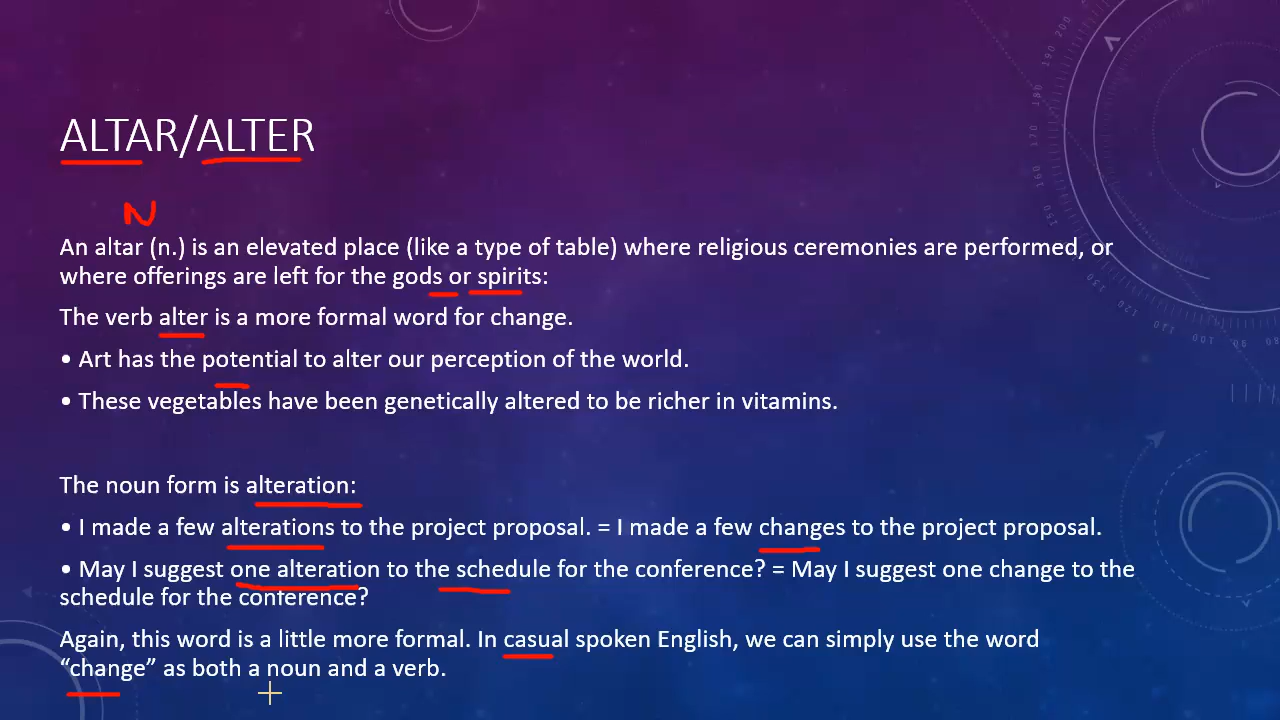 ALTAR/ALTER
N
An altar (n.) is an elevated place (like a type of table) where religious ceremonies are performed, or
where offerings are left for the gods or spirits:
The verb alter is a more formal word for change.
• Art has the potential to alter our perception of the world.
• These vegetables have been genetically altered to be richer in vitamins.
The noun form is alteration:
• I made a few alterations to the project proposal. = I made a few changes to the project proposal.
• May I suggest one alteration to the schedule for the conference? = May I suggest one change to the
schedule for the conference?
Again, this word is a little more formal. In casual spoken English, we can simply use the word
“change” as both a noun and a verb.